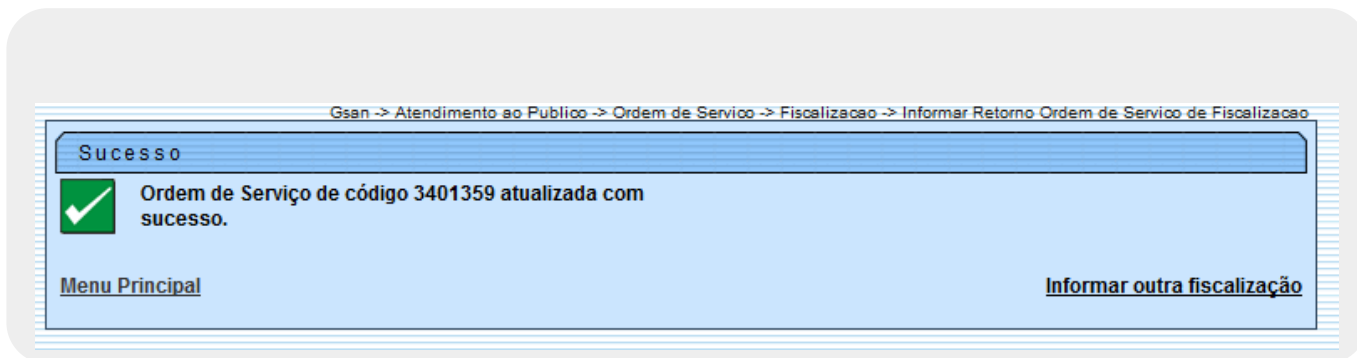 Gsan -> Atendimento ao Publico -> Ordem de Servico -> Fiscalizacao -> Informar Retorno Ordem de Servico de Fiscalizacao
Sucesso
Ordem de Serviço de código 3401359 atualizada com
sucesso.
Menu Principal
Informar outra fiscalização